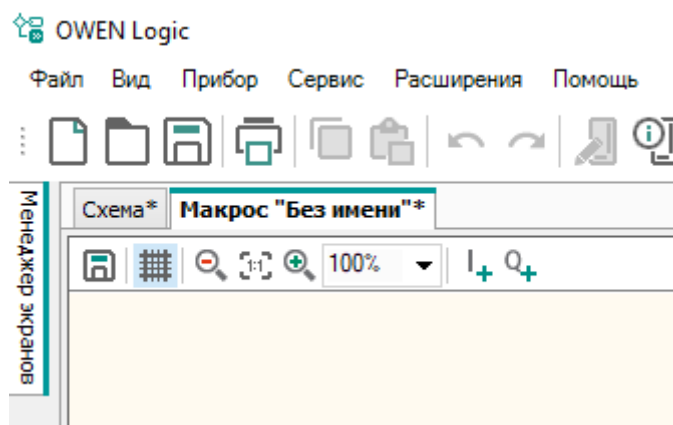 OWEN Logic
Файл Вид Прибор Сервис Расширения Помощь
Менеджер экранов
Схема* Макрос "Без имени"*
1:1 100% I+ Q+